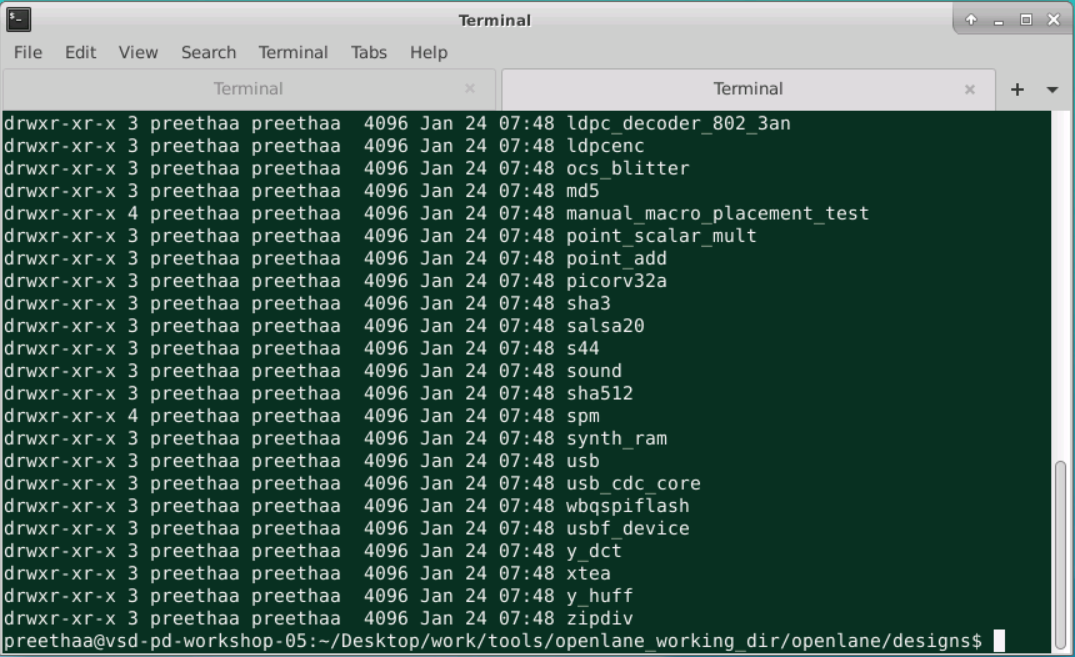 Terminal
File Edit View Search Terminal Tabs Help
Terminal Terminal
drwxr-xr-x 3 preethaa preethaa  4096 Jan 24 07:48 ldpc_decoder_802_3an
drwxr-xr-x 3 preethaa preethaa  4096 Jan 24 07:48 ldpcenc
drwxr-xr-x 3 preethaa preethaa  4096 Jan 24 07:48 ocs_blitter
drwxr-xr-x 3 preethaa preethaa  4096 Jan 24 07:48 md5
drwxr-xr-x 4 preethaa preethaa  4096 Jan 24 07:48 manual_macro_placement_test
drwxr-xr-x 3 preethaa preethaa  4096 Jan 24 07:48 point_scalar_mult
drwxr-xr-x 3 preethaa preethaa  4096 Jan 24 07:48 point_add
drwxr-xr-x 3 preethaa preethaa  4096 Jan 24 07:48 picorv32a
drwxr-xr-x 3 preethaa preethaa  4096 Jan 24 07:48 sha3
drwxr-xr-x 3 preethaa preethaa  4096 Jan 24 07:48 salsa20
drwxr-xr-x 3 preethaa preethaa  4096 Jan 24 07:48 s44
drwxr-xr-x 3 preethaa preethaa  4096 Jan 24 07:48 sound
drwxr-xr-x 3 preethaa preethaa  4096 Jan 24 07:48 sha512
drwxr-xr-x 4 preethaa preethaa  4096 Jan 24 07:48 spm
drwxr-xr-x 3 preethaa preethaa  4096 Jan 24 07:48 synth_ram
drwxr-xr-x 3 preethaa preethaa  4096 Jan 24 07:48 usb
drwxr-xr-x 3 preethaa preethaa  4096 Jan 24 07:48 usb_cdc_core
drwxr-xr-x 3 preethaa preethaa  4096 Jan 24 07:48 wbqspiflash
drwxr-xr-x 3 preethaa preethaa  4096 Jan 24 07:48 usbf_device
drwxr-xr-x 3 preethaa preethaa  4096 Jan 24 07:48 y_dct
drwxr-xr-x 3 preethaa preethaa  4096 Jan 24 07:48 xtea
drwxr-xr-x 3 preethaa preethaa  4096 Jan 24 07:48 y_huff
drwxr-xr-x 3 preethaa preethaa  4096 Jan 24 07:48 zipdiv
preethaa@vsd-pd-workshop-05:~/Desktop/work/tools/openlane_working_dir/openlane/designs$